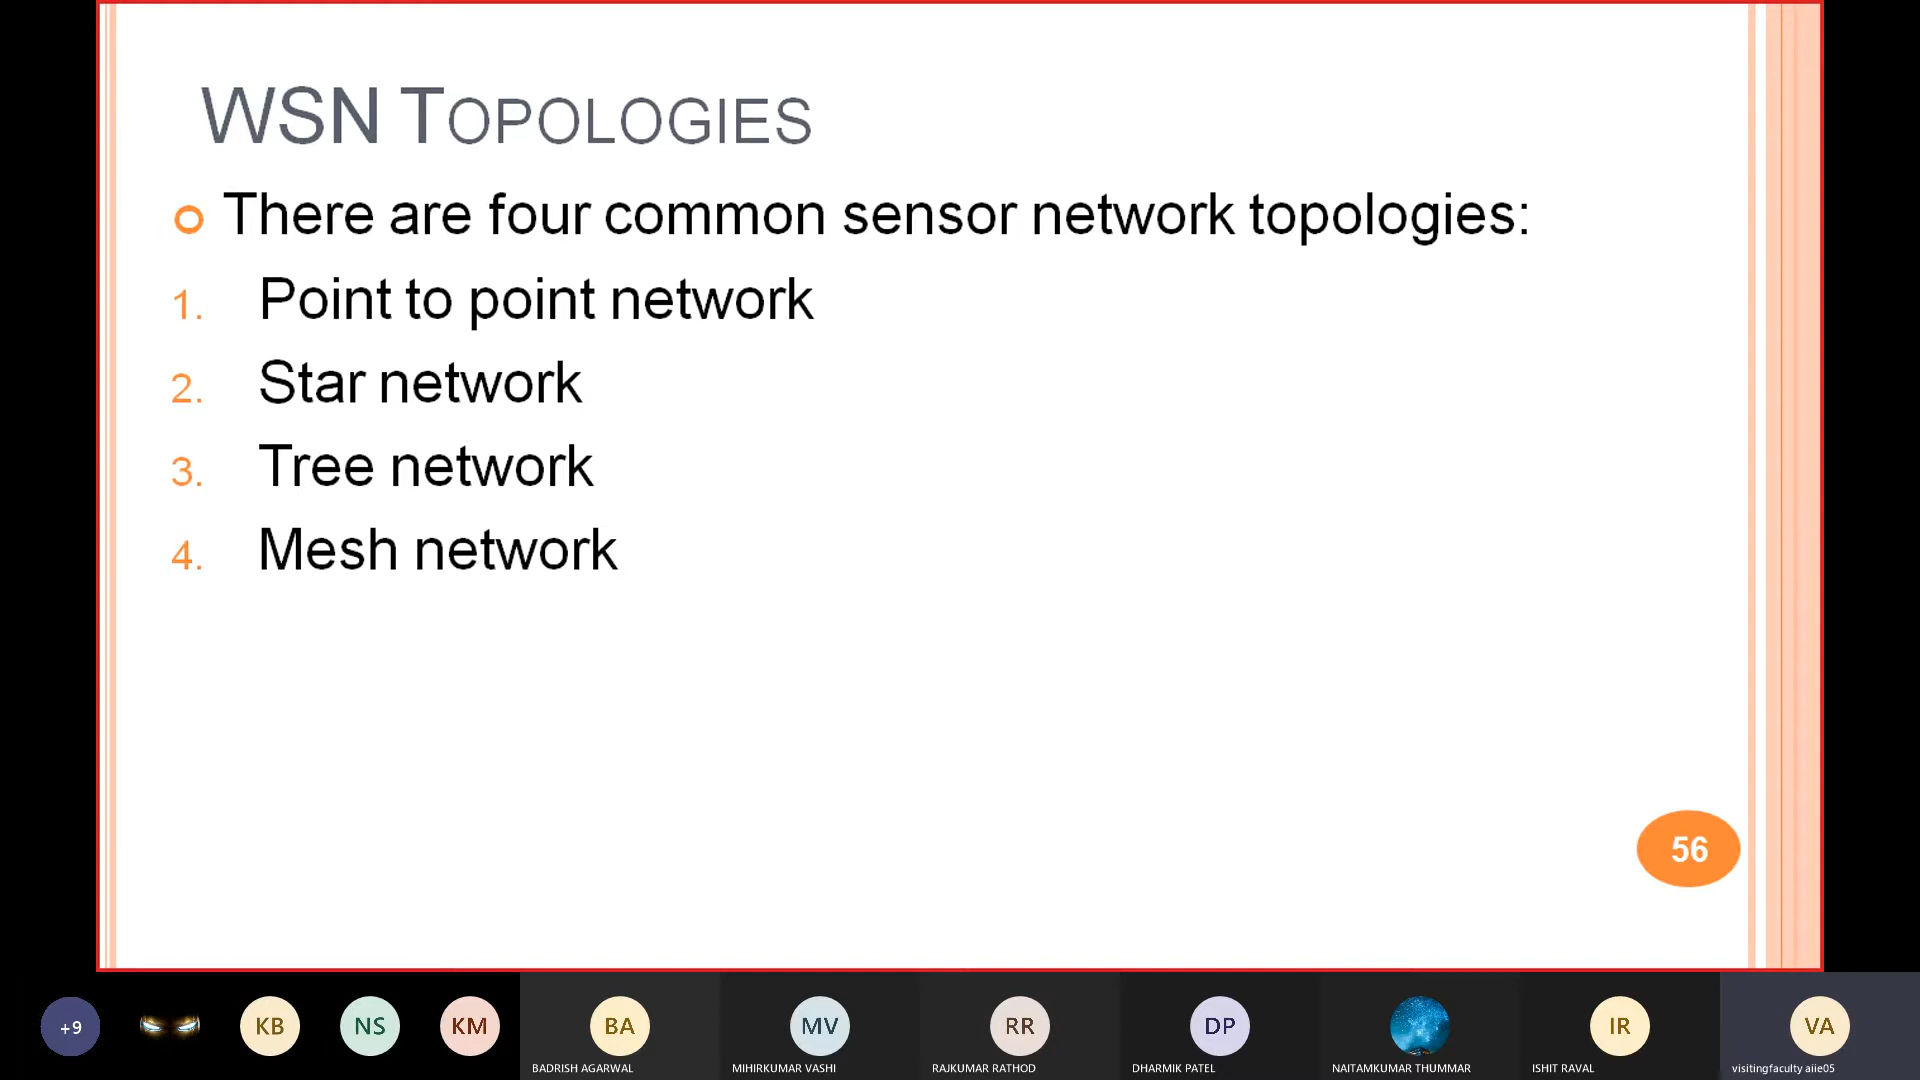 WSN TOPOLOGIES
There are four common sensor network topologies:
1. Point to point network
2. Star network
3. Tree network
4. Mesh network
56
+9
KB
NS
KM
BA
MV
RR
DP
IR
VA
BADRISH AGARWAL
MIHIRKUMAR VASHI
RAJKUMAR RATHOD
DHARMIK PATEL
NAITAMKUMAR THUMMAR
ISHIT RAVAL
visitingfaculty aiie05